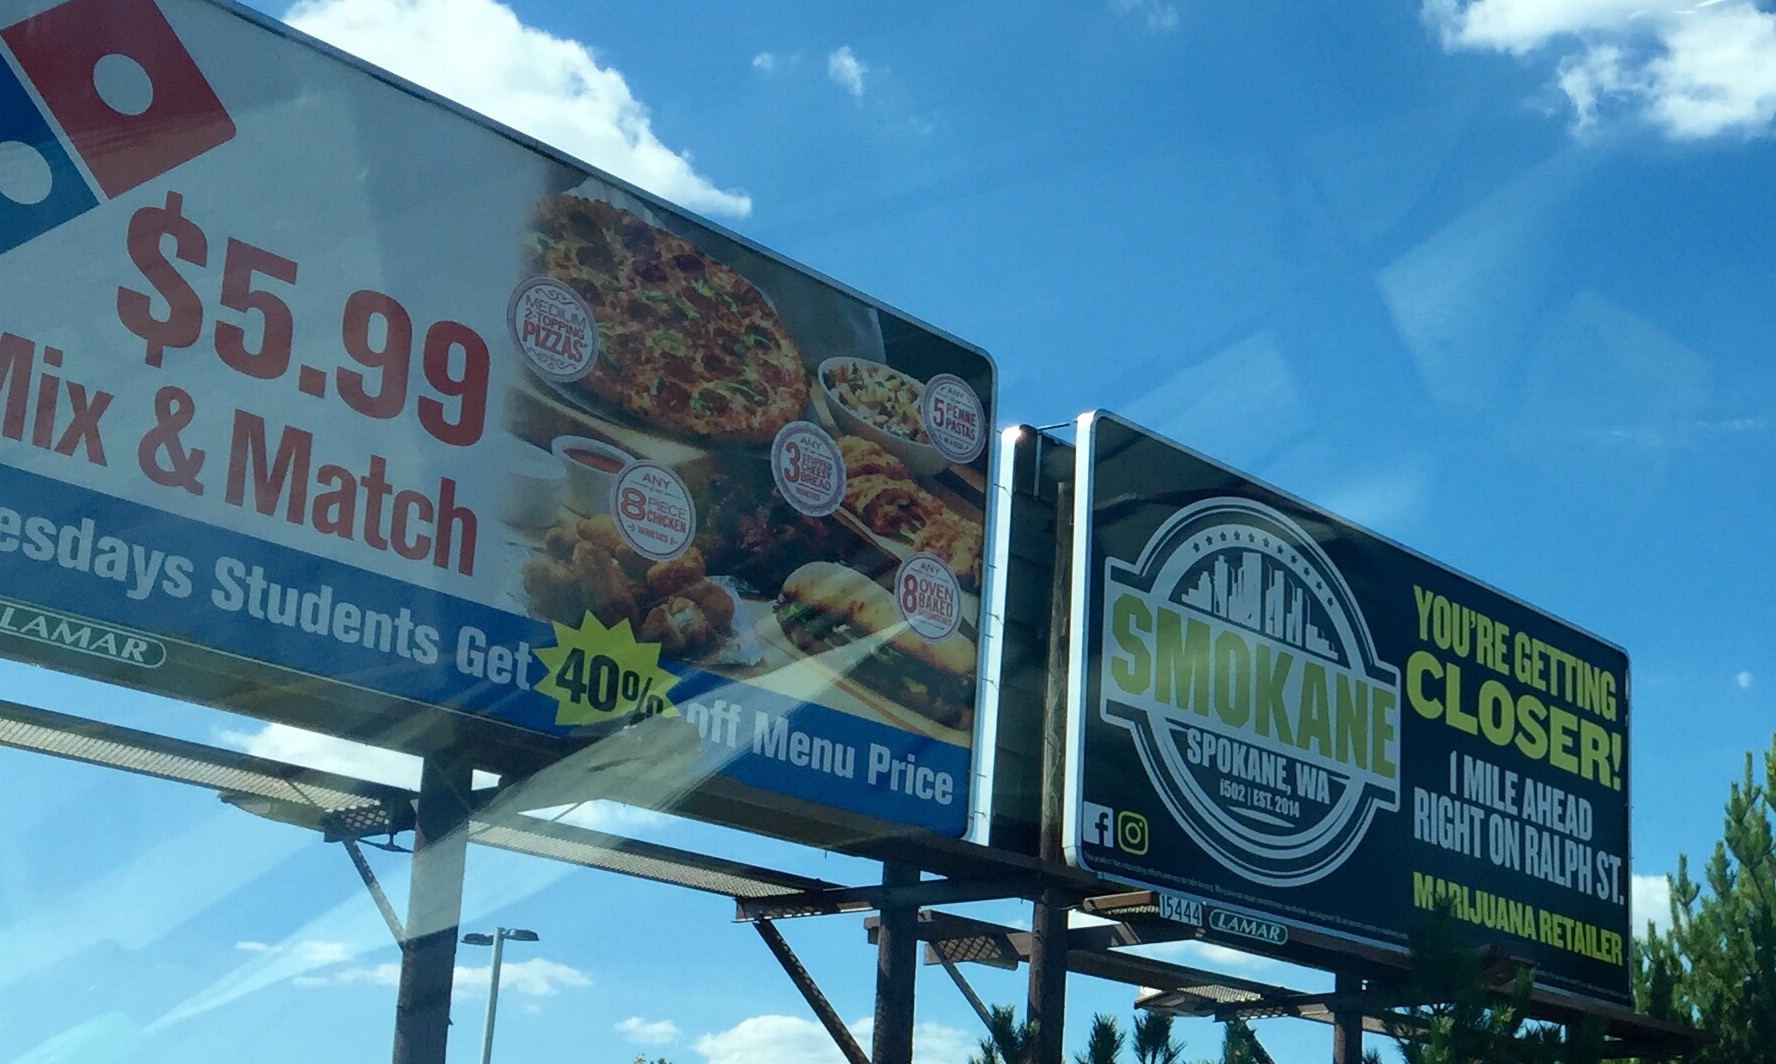 $5.99
Mix & Match
esdays Students Get 40% off Menu Price
LAMAR
MEDIUM
2-TOPPING
PIZZAS
ANY
5 PENNE
PASTAS
ANY
3 STUFFED
CHEESY
BREAD
VARIETIES
ANY
8 PIECE
CHICKEN
VARIETIES
ANY
8 OVEN
BAKED
SMOKANE
SPOKANE, WA
i502 | EST. 2014
YOU'RE GETTING
CLOSER!
1 MILE AHEAD
RIGHT ON RALPH ST.
MARIJUANA RETAILER
f
15444
LAMAR